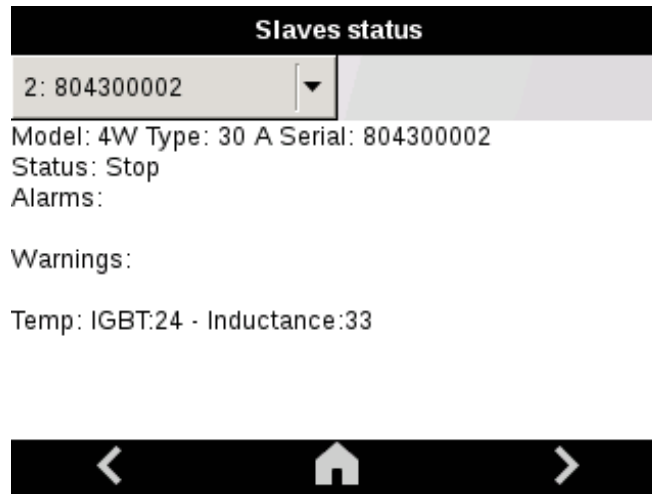 Slaves status
2: 804300002
Model: 4W Type: 30 A Serial: 804300002
Status: Stop
Alarms:
Warnings:
Temp: IGBT:24 - Inductance:33